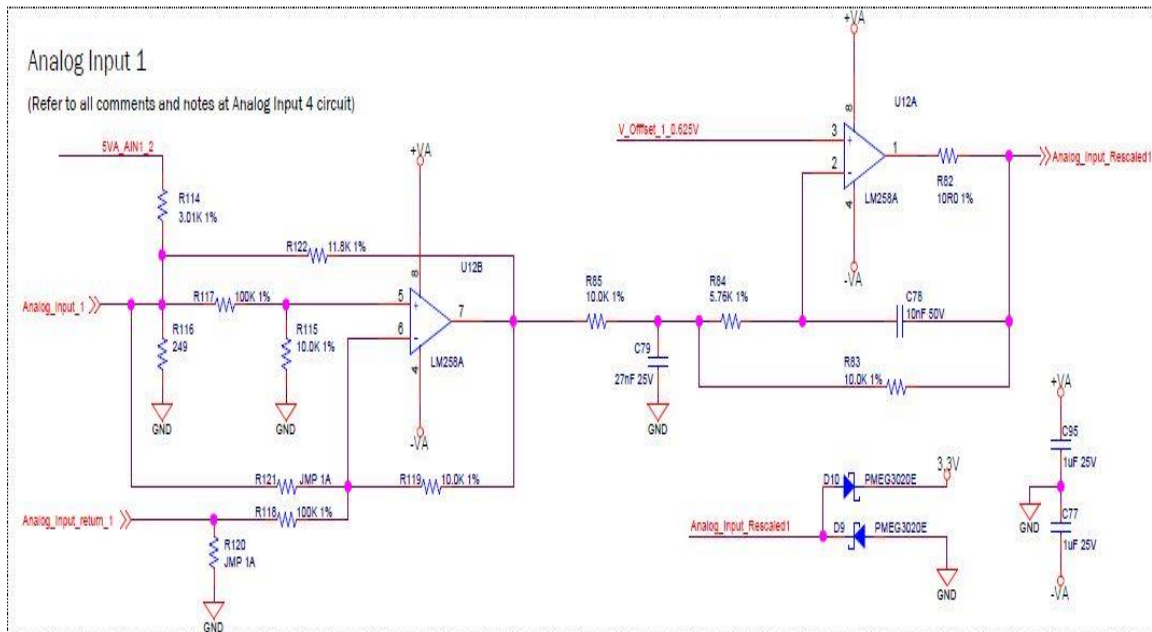 Analog Input 1
(Refer to all comments and notes at Analog Input 4 circuit)
+VA
8
U12A
V_Offfset_1_0.625V
3
+
1
2
-
4
LM258A
-VA
R82
10R0 1%
Analog_Input_Rescaled1
5VA_AIN1_2
R114
3.01K 1%
+VA
R122 11.8K 1%
8
U12B
Analog_Input_1
R117 100K 1%
5
+
7
6
-
4
LM258A
-VA
R116
249
GND
R115
10.0K 1%
GND
R85
10.0K 1%
R84
5.76K 1%
C78
10nF 50V
C79
27nF 25V
GND
R83
10.0K 1%
R121 JMP 1A
R119 10.0K 1%
Analog_Input_return_1
R118 100K 1%
R120
JMP 1A
GND
3.3V
D10 PMEG3020E
Analog_Input_Rescaled1
D9 PMEG3020E
GND
+VA
C95
1uF 25V
GND
C77
1uF 25V
-VA